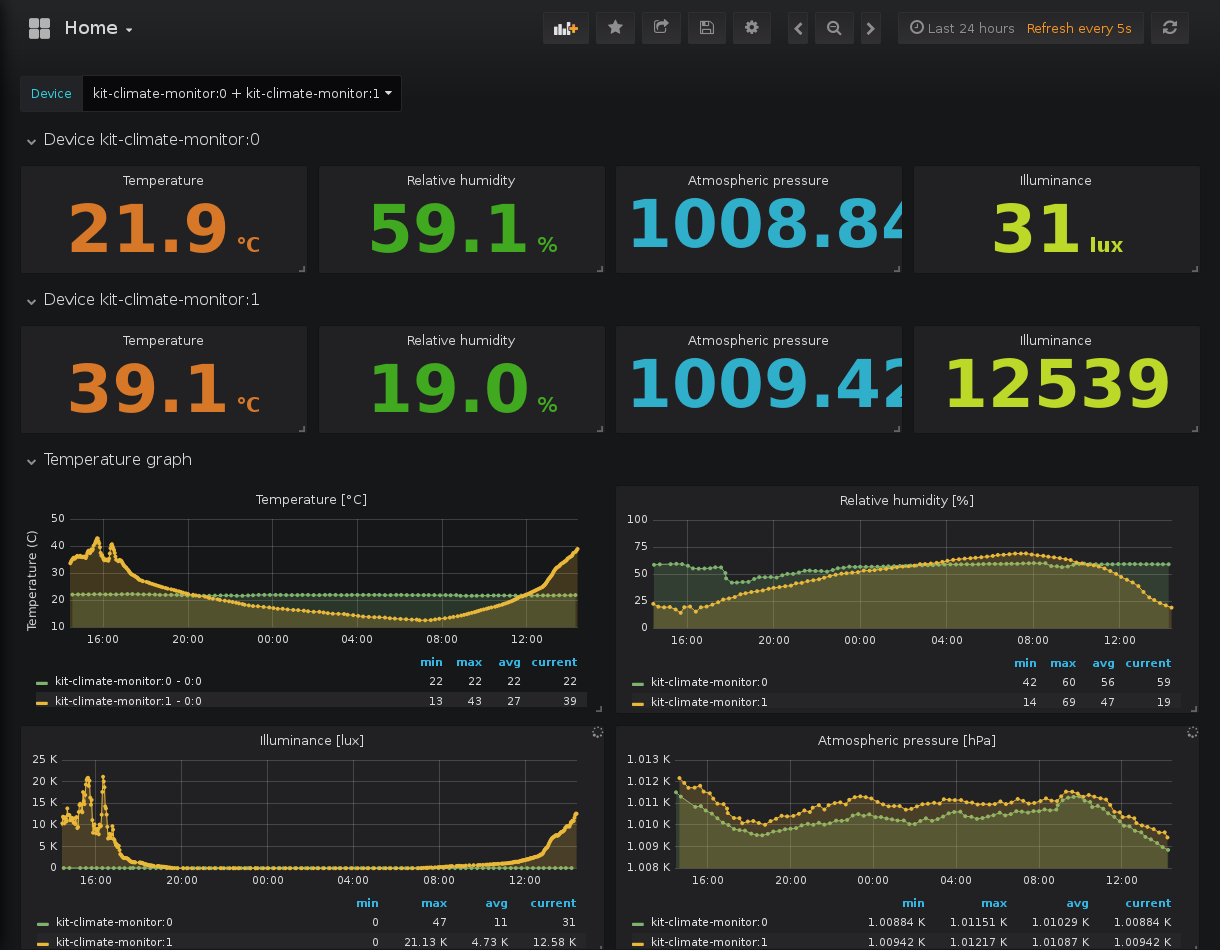 Home
Last 24 hours Refresh every 5s
Device kit-climate-monitor:0 + kit-climate-monitor:1
Device kit-climate-monitor:0
Temperature Relative humidity Atmospheric pressure Illuminance
21.9 °C 59.1 % 1008.84 31 lux
Device kit-climate-monitor:1
Temperature Relative humidity Atmospheric pressure Illuminance
39.1 °C 19.0 % 1009.42 12539
Temperature graph
Temperature [°C]
Temperature (C)
50
40
30
20
10
16:00 20:00 00:00 04:00 08:00 12:00
min max avg current
kit-climate-monitor:0 - 0:0 22 22 22 22
kit-climate-monitor:1 - 0:0 13 43 27 39
Relative humidity [%]
100
75
50
25
0
16:00 20:00 00:00 04:00 08:00 12:00
min max avg current
kit-climate-monitor:0 42 60 56 59
kit-climate-monitor:1 14 69 47 19
Illuminance [lux]
25 K
20 K
15 K
10 K
5 K
0
16:00 20:00 00:00 04:00 08:00 12:00
min max avg current
kit-climate-monitor:0 0 47 11 31
kit-climate-monitor:1 0 21.13 K 4.73 K 12.58 K
Atmospheric pressure [hPa]
1.013 K
1.012 K
1.011 K
1.010 K
1.009 K
1.008 K
16:00 20:00 00:00 04:00 08:00 12:00
min max avg current
kit-climate-monitor:0 1.00884 K 1.01151 K 1.01029 K 1.00884 K
kit-climate-monitor:1 1.00942 K 1.01217 K 1.01087 K 1.00942 K